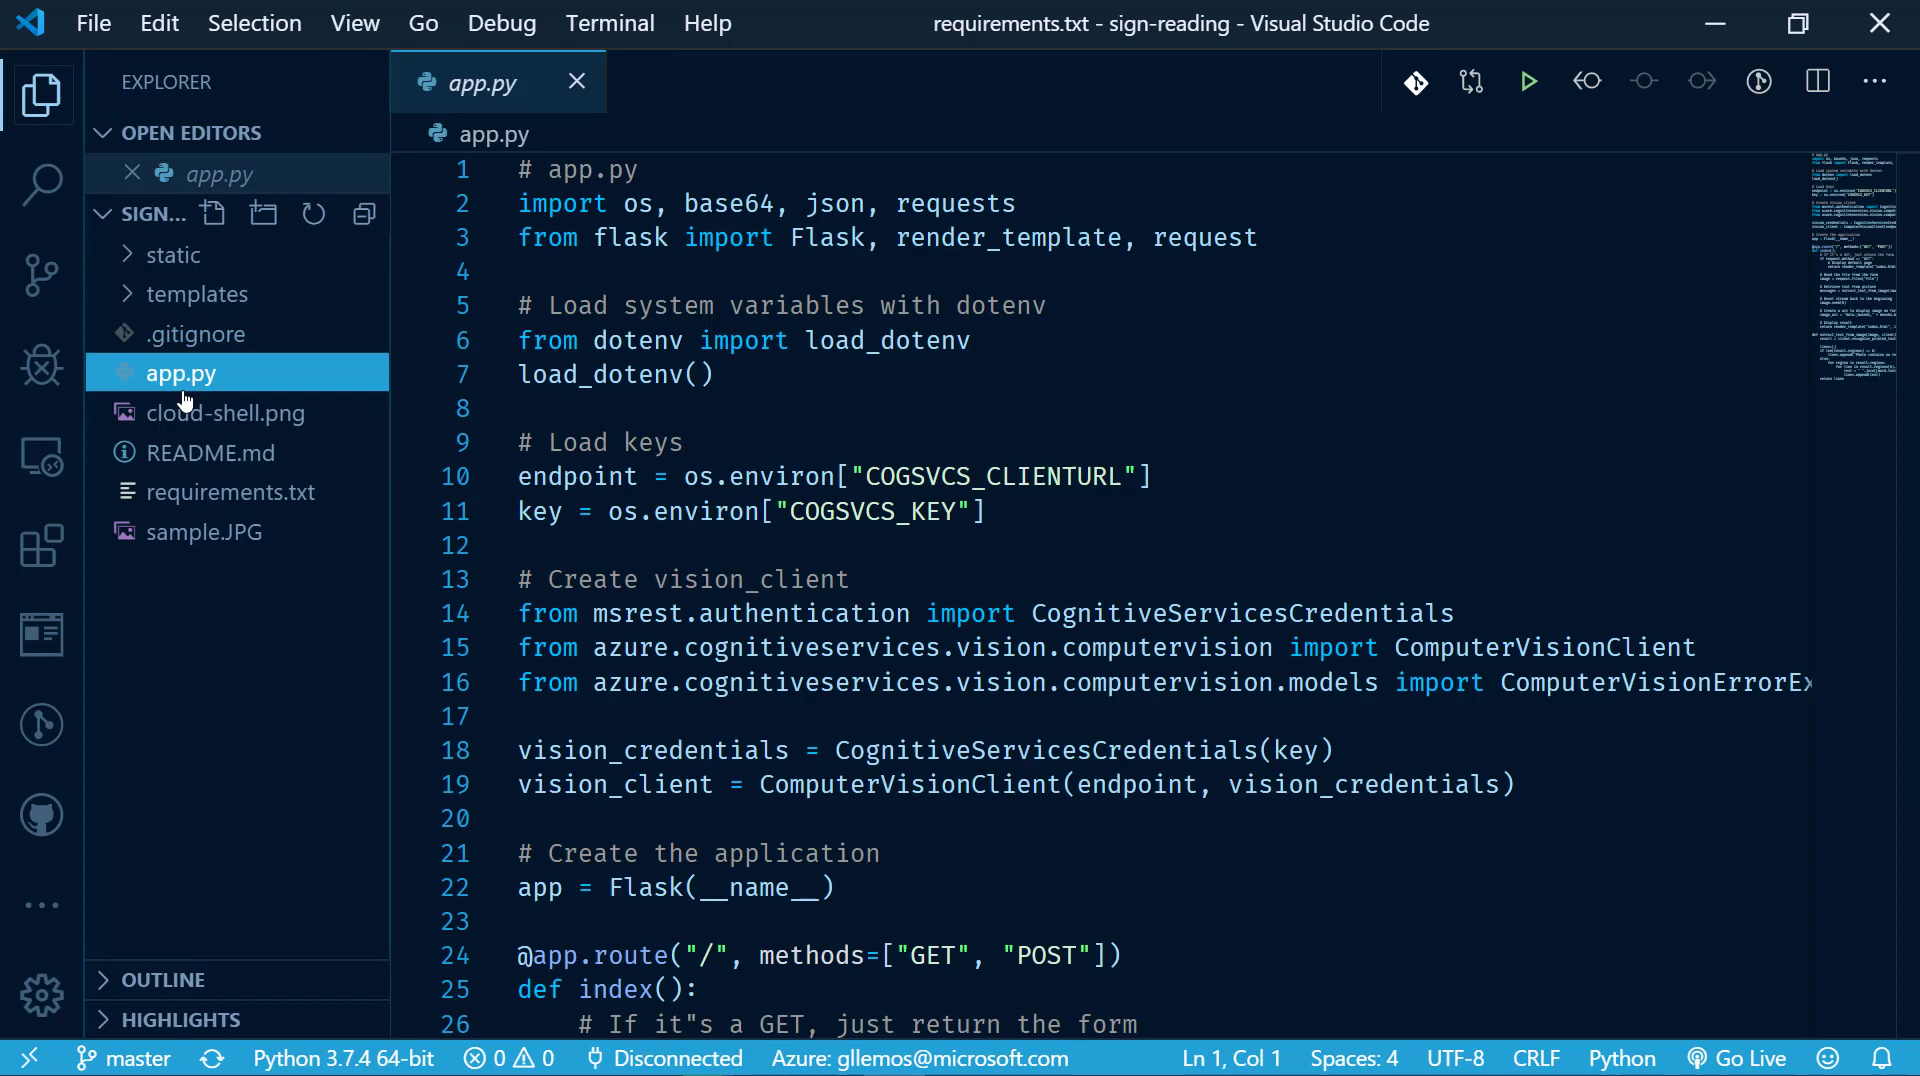 File Edit Selection View Go Debug Terminal Help requirements.txt - sign-reading - Visual Studio Code
EXPLORER
OPEN EDITORS
app.py
SIGN...
static
templates
.gitignore
app.py
cloud-shell.png
README.md
requirements.txt
sample.JPG
OUTLINE
HIGHLIGHTS
app.py
app.py
1 # app.py
2 import os, base64, json, requests
3 from flask import Flask, render_template, request
4
5 # Load system variables with dotenv
6 from dotenv import load_dotenv
7 load_dotenv()
8
9 # Load keys
10 endpoint = os.environ["COGSVCS_CLIENTURL"]
11 key = os.environ["COGSVCS_KEY"]
12
13 # Create vision_client
14 from msrest.authentication import CognitiveServicesCredentials
15 from azure.cognitiveservices.vision.computervision import ComputerVisionClient
16 from azure.cognitiveservices.vision.computervision.models import ComputerVisionErrorEx
17
18 vision_credentials = CognitiveServicesCredentials(key)
19 vision_client = ComputerVisionClient(endpoint, vision_credentials)
20
21 # Create the application
22 app = Flask(__name__)
23
24 @app.route("/", methods=["GET", "POST"])
25 def index():
26 # If it"s a GET, just return the form
master Python 3.7.4 64-bit 0 0 Disconnected Azure: gllemos@microsoft.com Ln 1, Col 1 Spaces: 4 UTF-8 CRLF Python Go Live